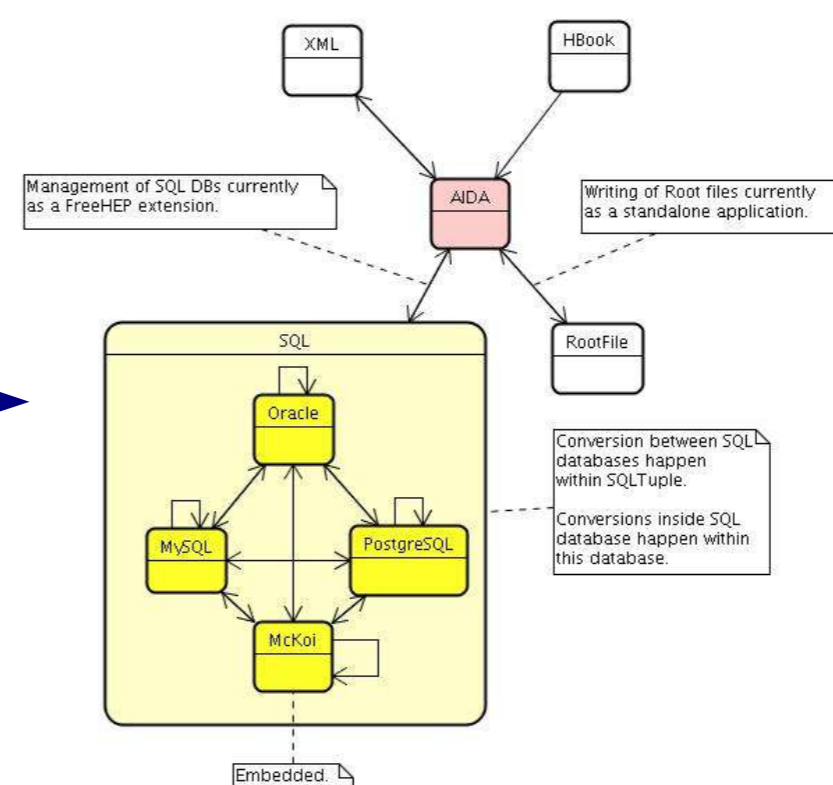 XML
HBook
Management of SQL DBs currently
as a FreeHEP extension.
AIDA
Writing of Root files currently
as a standalone application.
SQL
RootFile
Oracle
Conversion between SQL
databases happen
within SQLTuple.
Conversions inside SQL
database happen within
this database.
MySQL
PostgreSQL
McKoi
Embedded.